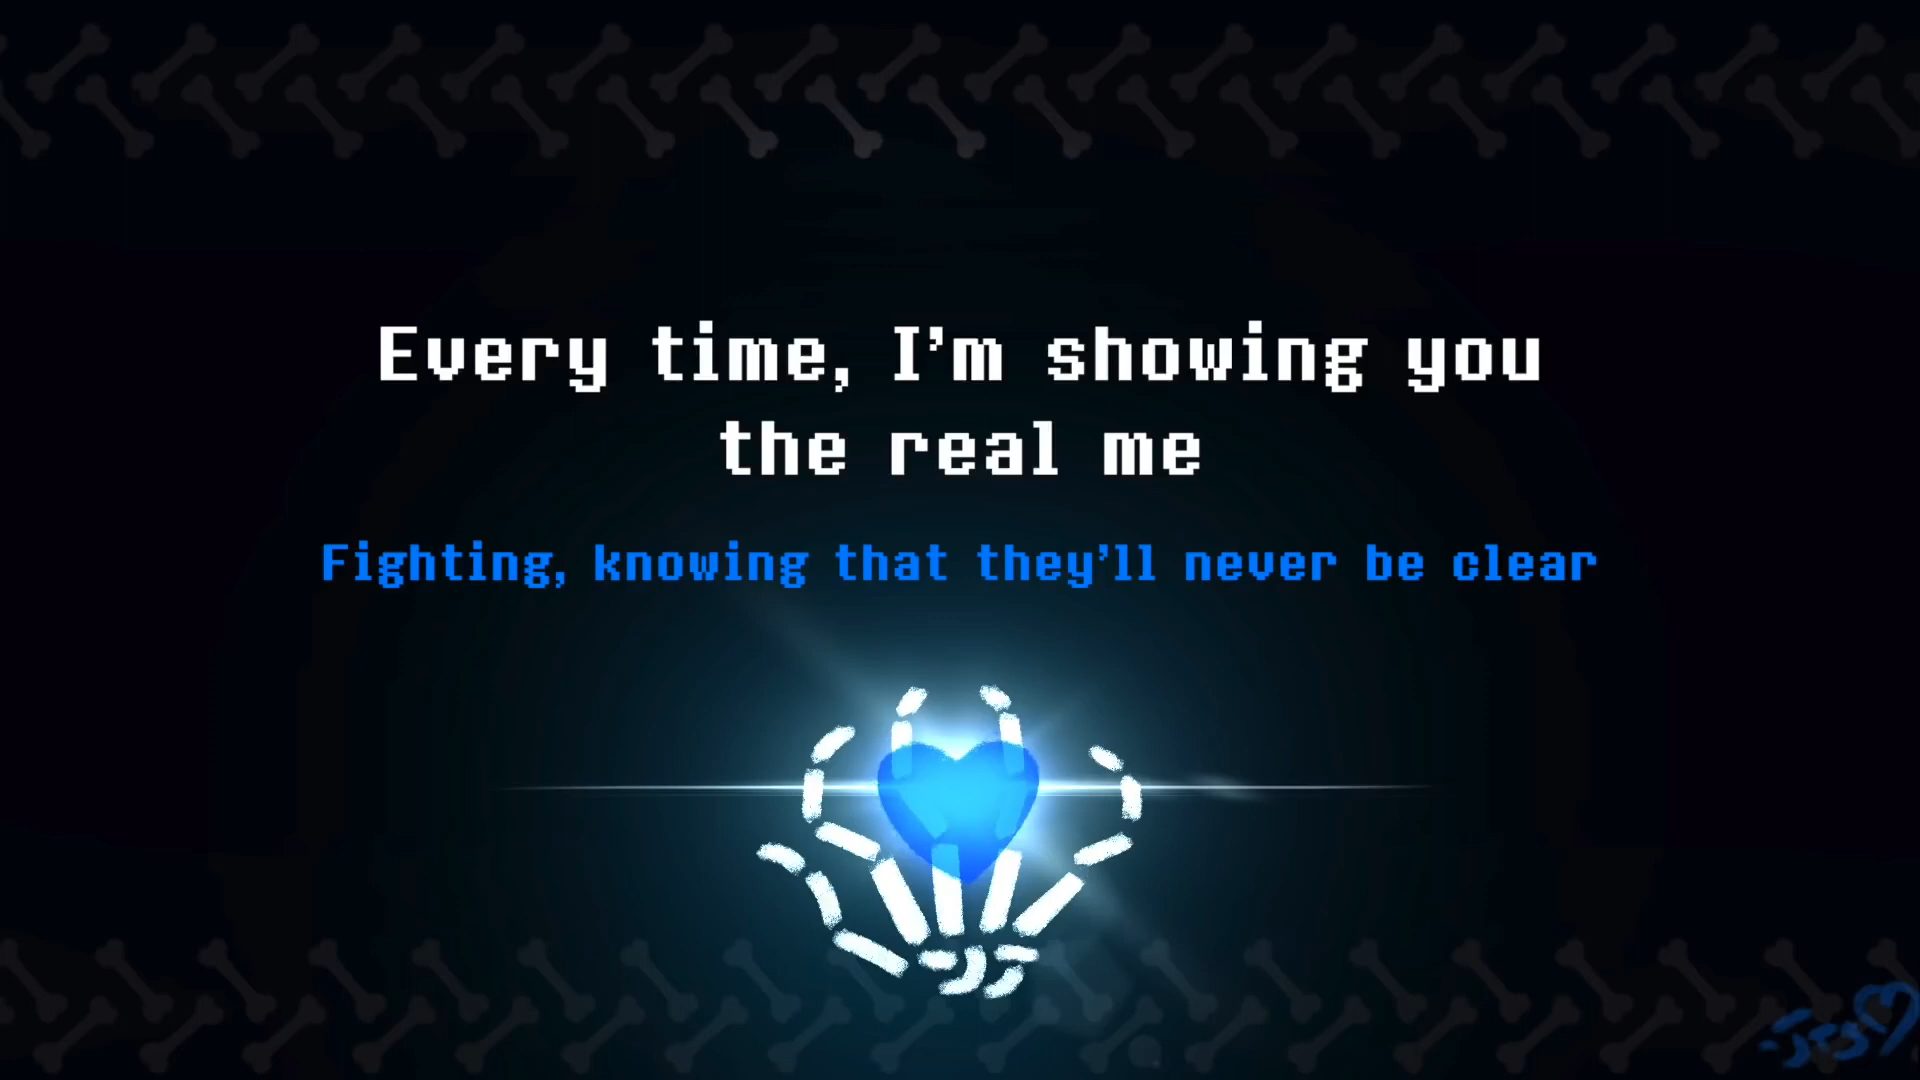 Every time, I'm showing you
the real me
Fighting, knowing that they'll never be clear